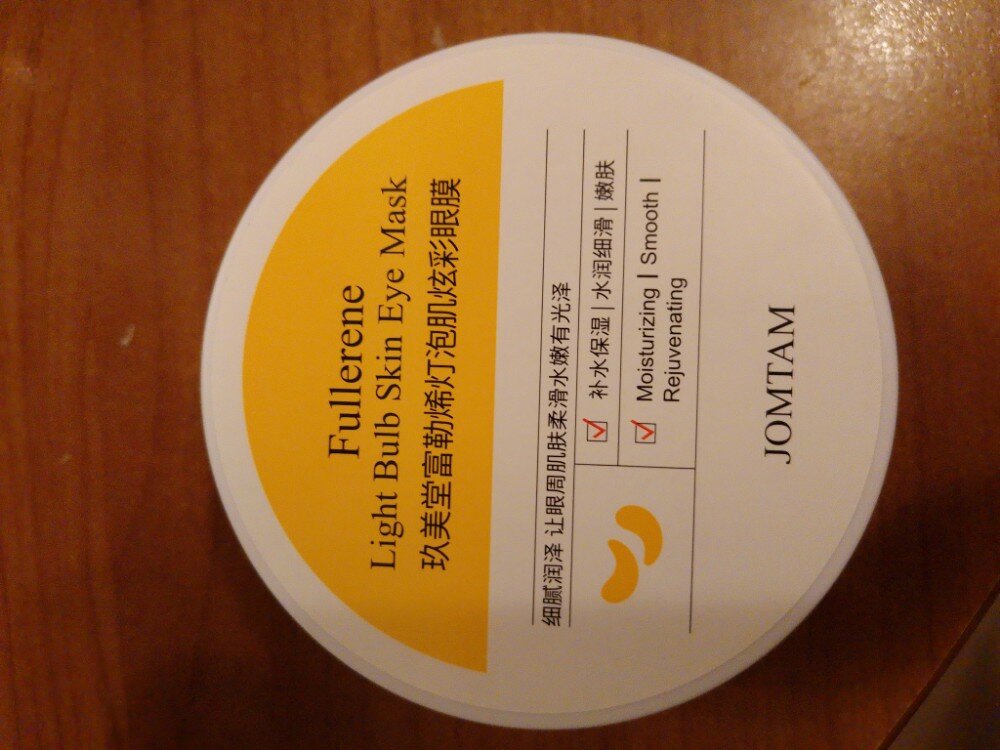 Fullerene
Light Bulb Skin Eye Mask
玖美堂富勒烯灯泡肌炫彩眼膜
细腻润泽 让眼周肌肤柔滑水嫩有光泽
补水保湿 | 水润细滑 | 嫩肤
Moisturizing | Smooth |
Rejuvenating
JOMTAM